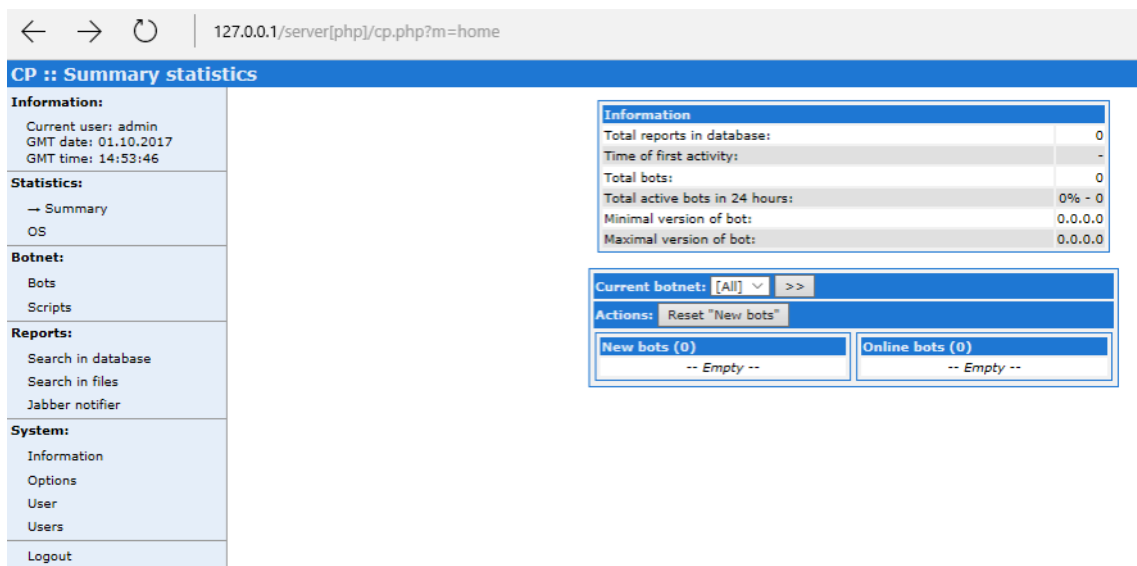 127.0.0.1/server[php]/cp.php?m=home
CP :: Summary statistics
Information:
Current user: admin
GMT date: 01.10.2017
GMT time: 14:53:46
Statistics:
→ Summary
OS
Botnet:
Bots
Scripts
Reports:
Search in database
Search in files
Jabber notifier
System:
Information
Options
User
Users
Logout
Information
Total reports in database: 0
Time of first activity: -
Total bots: 0
Total active bots in 24 hours: 0% - 0
Minimal version of bot: 0.0.0.0
Maximal version of bot: 0.0.0.0
Current botnet: [All] >>
Actions: Reset "New bots"
New bots (0) Online bots (0)
-- Empty -- -- Empty --